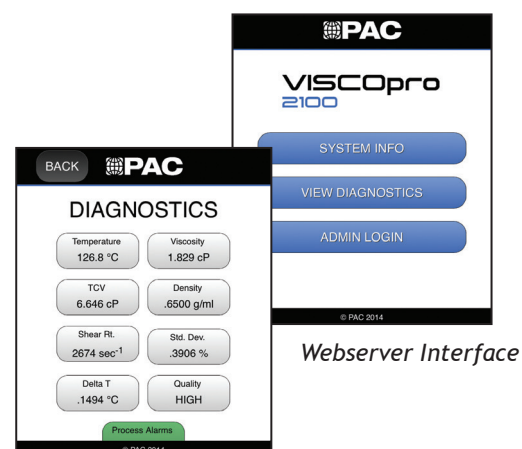 PAC
VISCOpro
2100
SYSTEM INFO
VIEW DIAGNOSTICS
ADMIN LOGIN
© PAC 2014
Webserver Interface
BACK
PAC
DIAGNOSTICS
Temperature
126.8 °C
Viscosity
1.829 cP
TCV
6.646 cP
Density
.6500 g/ml
Shear Rt.
2674 sec⁻¹
Std. Dev.
.3906 %
Delta T
.1494 °C
Quality
HIGH
Process Alarms
© PAC 2014